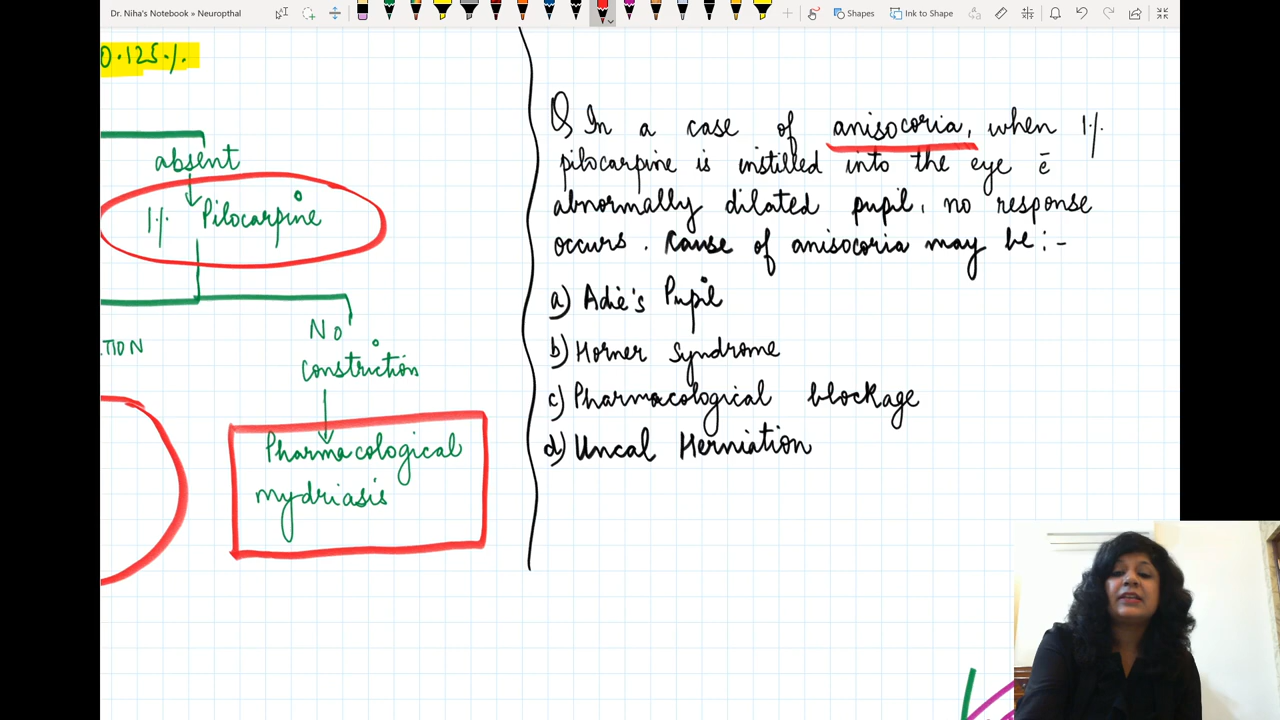 Dr. Niha's Notebook » Neuropthal
Shapes
Ink to Shape
0.125%.
absent
1% Pilocarpine
TION
No
constriction
Pharmacological
mydriasis
Q In a case of anisocoria, when 1%
pilocarpine is instilled into the eye c̄
abnormally dilated pupil, no response
occurs. Cause of anisocoria may be:-
a) Adie's Pupil
b) Horner Syndrome
c) Pharmacological blockage
d) Uncal Herniation